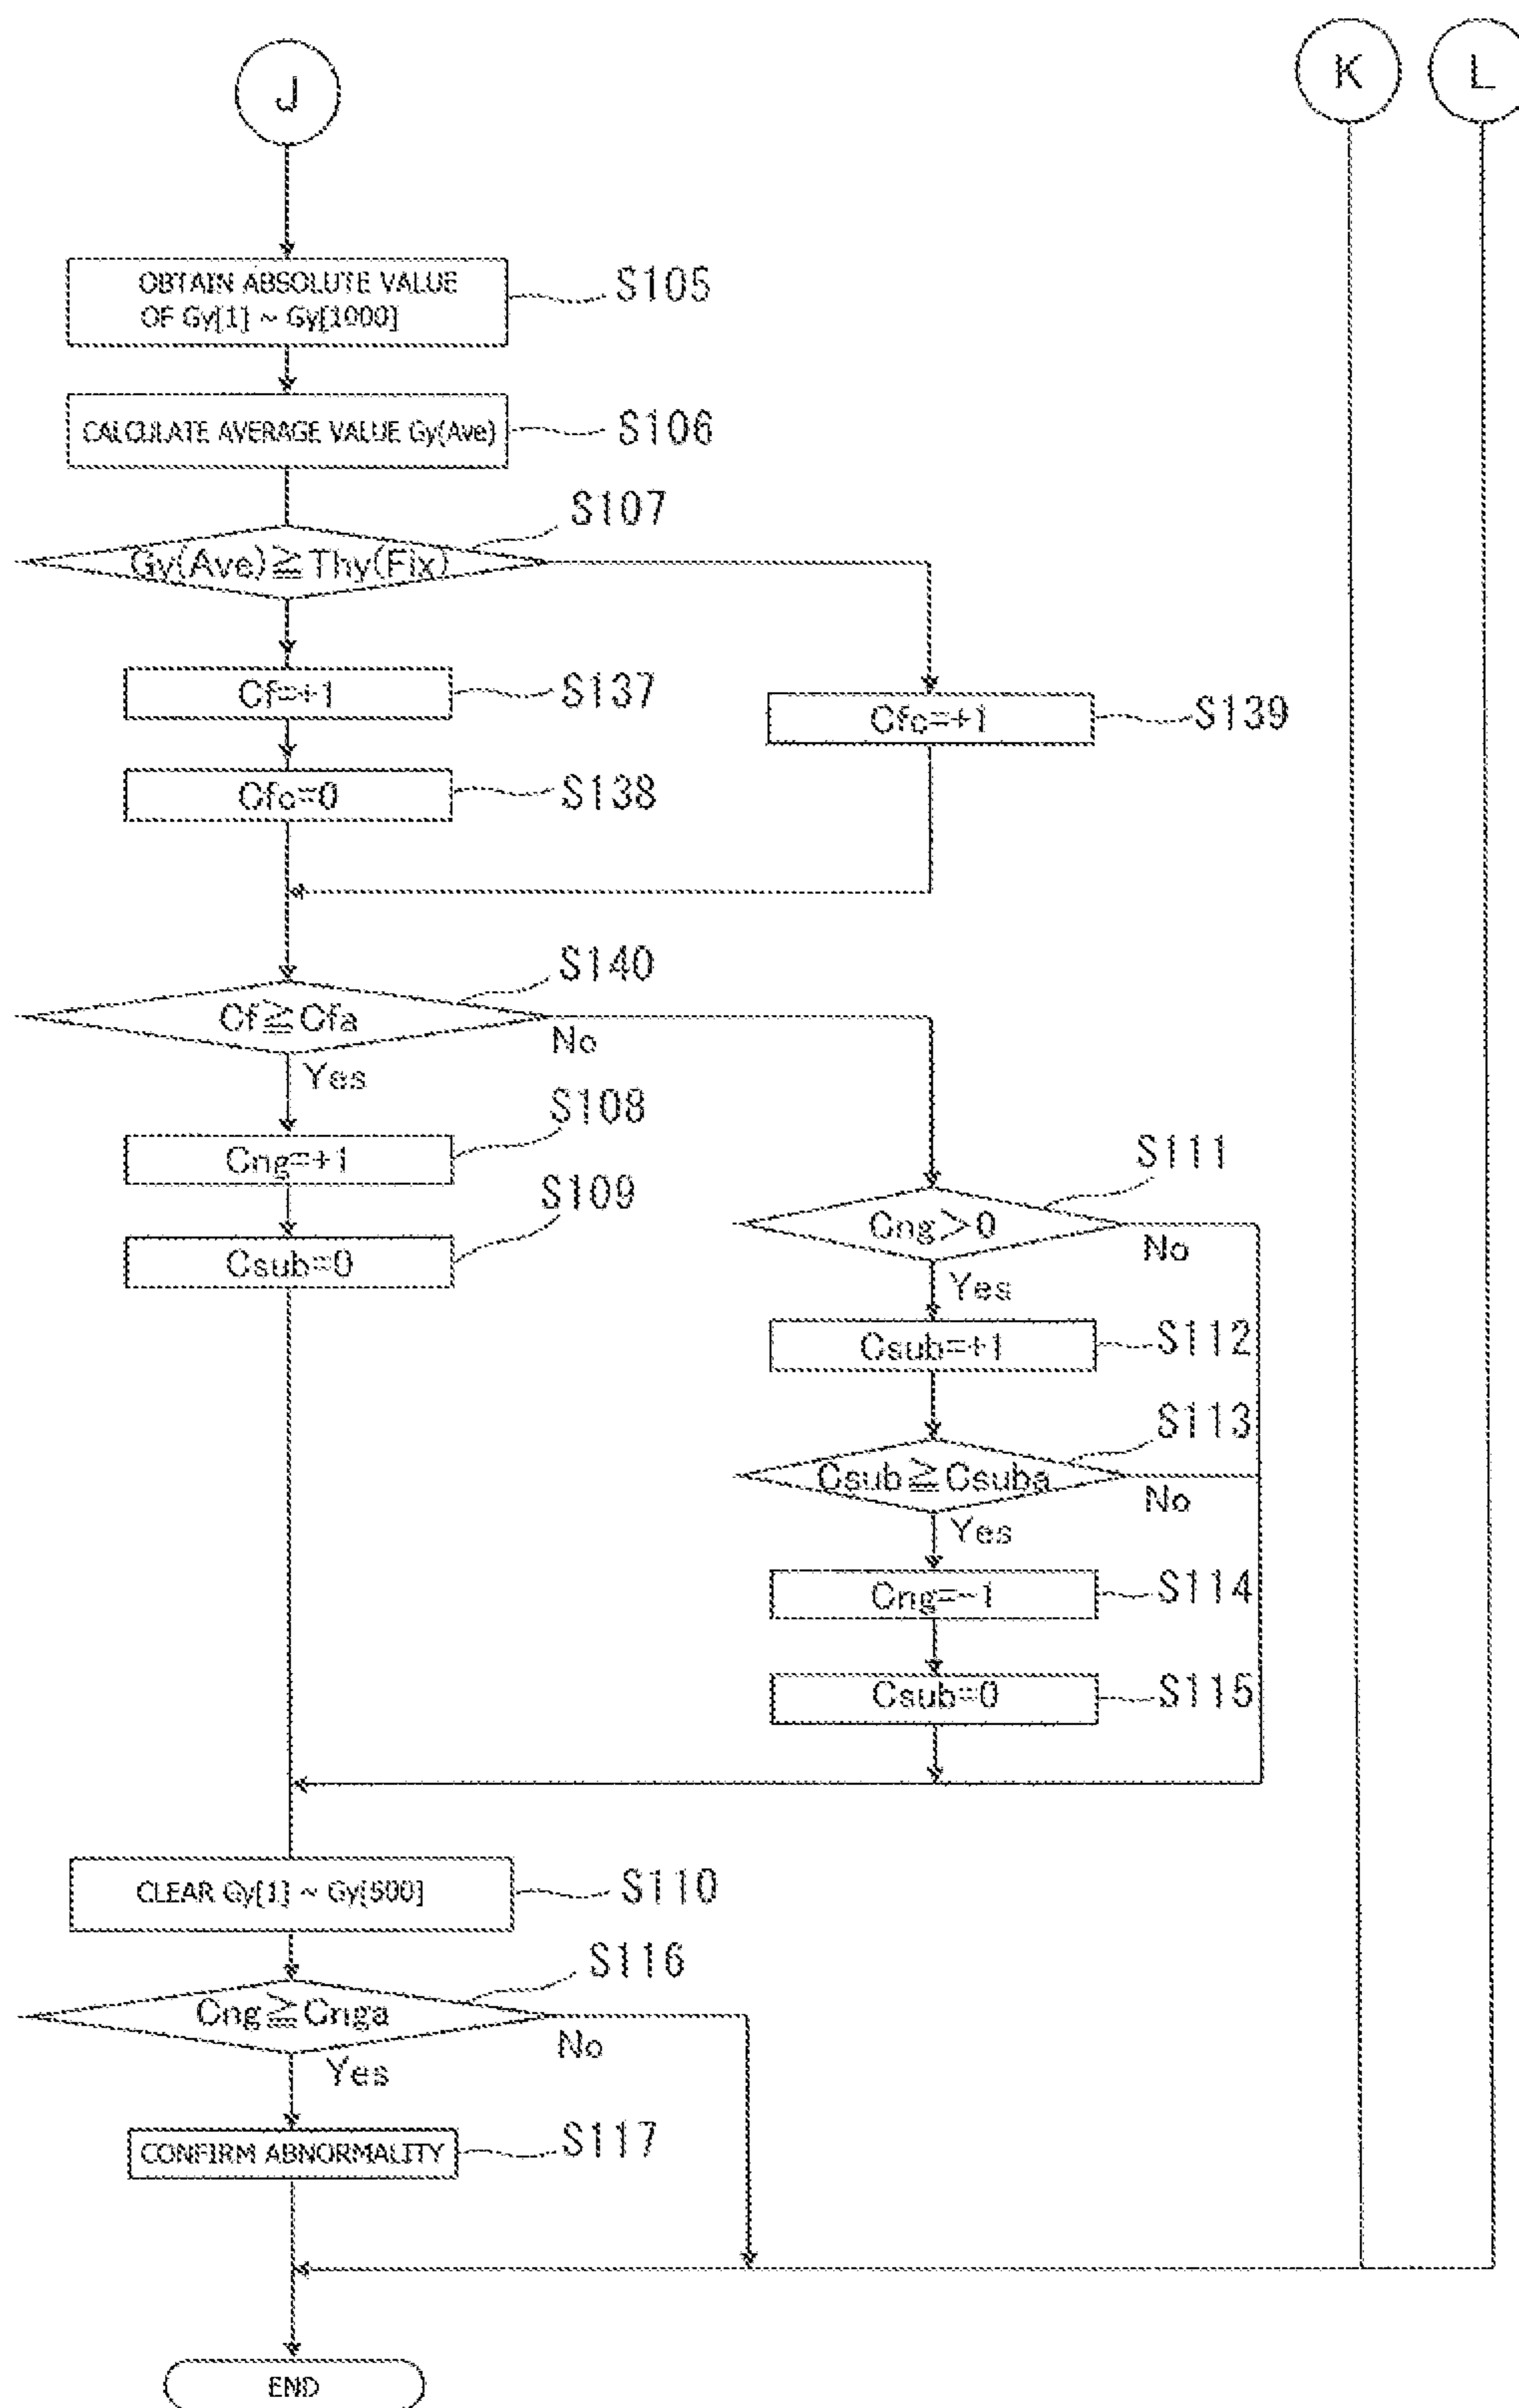 J
K
L
OBTAIN ABSOLUTE VALUE
OF Gy[1] ~ Gy[1000]
S105
CALCULATE AVERAGE VALUE Gy(Ave)
S106
S107
Gy(Ave)≧Thy(Fix)
Cf=+1
S137
Cfc=+1
S139
Cfc=0
S138
S140
Cf≧Cfa
No
Yes
S108
Cng=+1
S111
S109
Cng>0
No
Csub=0
Yes
Csub=+1
S112
S113
Csub≧Csuba
No
Yes
Cng=-1
S114
Csub=0
S115
CLEAR Gy[1] ~ Gy[500]
S110
S116
Cng≧Cnga
No
Yes
CONFIRM ABNORMALITY
S117
END